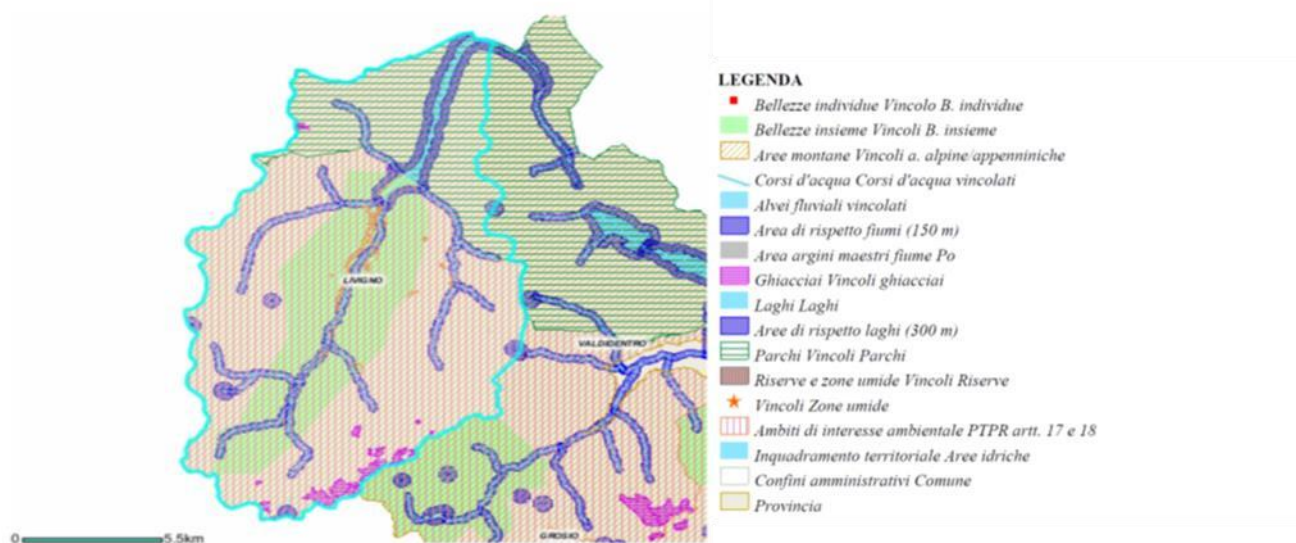 LIVIGNO
VALDIDENTRO
GROSIO
0 5.5km
LEGENDA
Bellezze individue Vincolo B. individue
Bellezze insieme Vincoli B. insieme
Aree montane Vincoli a. alpine/appenniniche
Corsi d'acqua Corsi d'acqua vincolati
Alvei fluviali vincolati
Area di rispetto fiumi (150 m)
Area argini maestri fiume Po
Ghiacciai Vincoli ghiacciai
Laghi Laghi
Aree di rispetto laghi (300 m)
Parchi Vincoli Parchi
Riserve e zone umide Vincoli Riserve
Vincoli Zone umide
Ambiti di interesse ambientale PTPR artt. 17 e 18
Inquadramento territoriale Aree idriche
Confini amministrativi Comune
Provincia